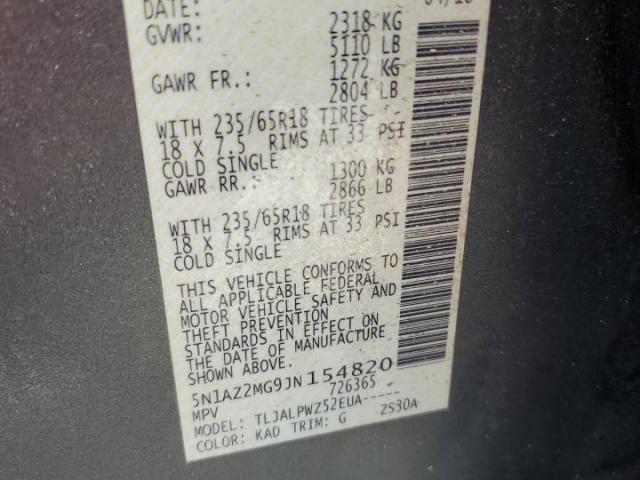 DATE: 04/18
GVWR: 2318 KG
5110 LB
GAWR FR.: 1272 KG
2804 LB
WITH 235/65R18 TIRES
18 X 7.5 RIMS AT 33 PSI
COLD SINGLE
GAWR RR.: 1300 KG
2866 LB
WITH 235/65R18 TIRES
18 X 7.5 RIMS AT 33 PSI
COLD SINGLE
THIS VEHICLE CONFORMS TO
ALL APPLICABLE FEDERAL
MOTOR VEHICLE SAFETY AND
THEFT PREVENTION
STANDARDS IN EFFECT ON
THE DATE OF MANUFACTURE
SHOWN ABOVE.
5N1AZ2MG9JN154820
MPV 726365
MODEL: TLJALPWZ52EUA-----
COLOR: KAD TRIM: G ZS30A